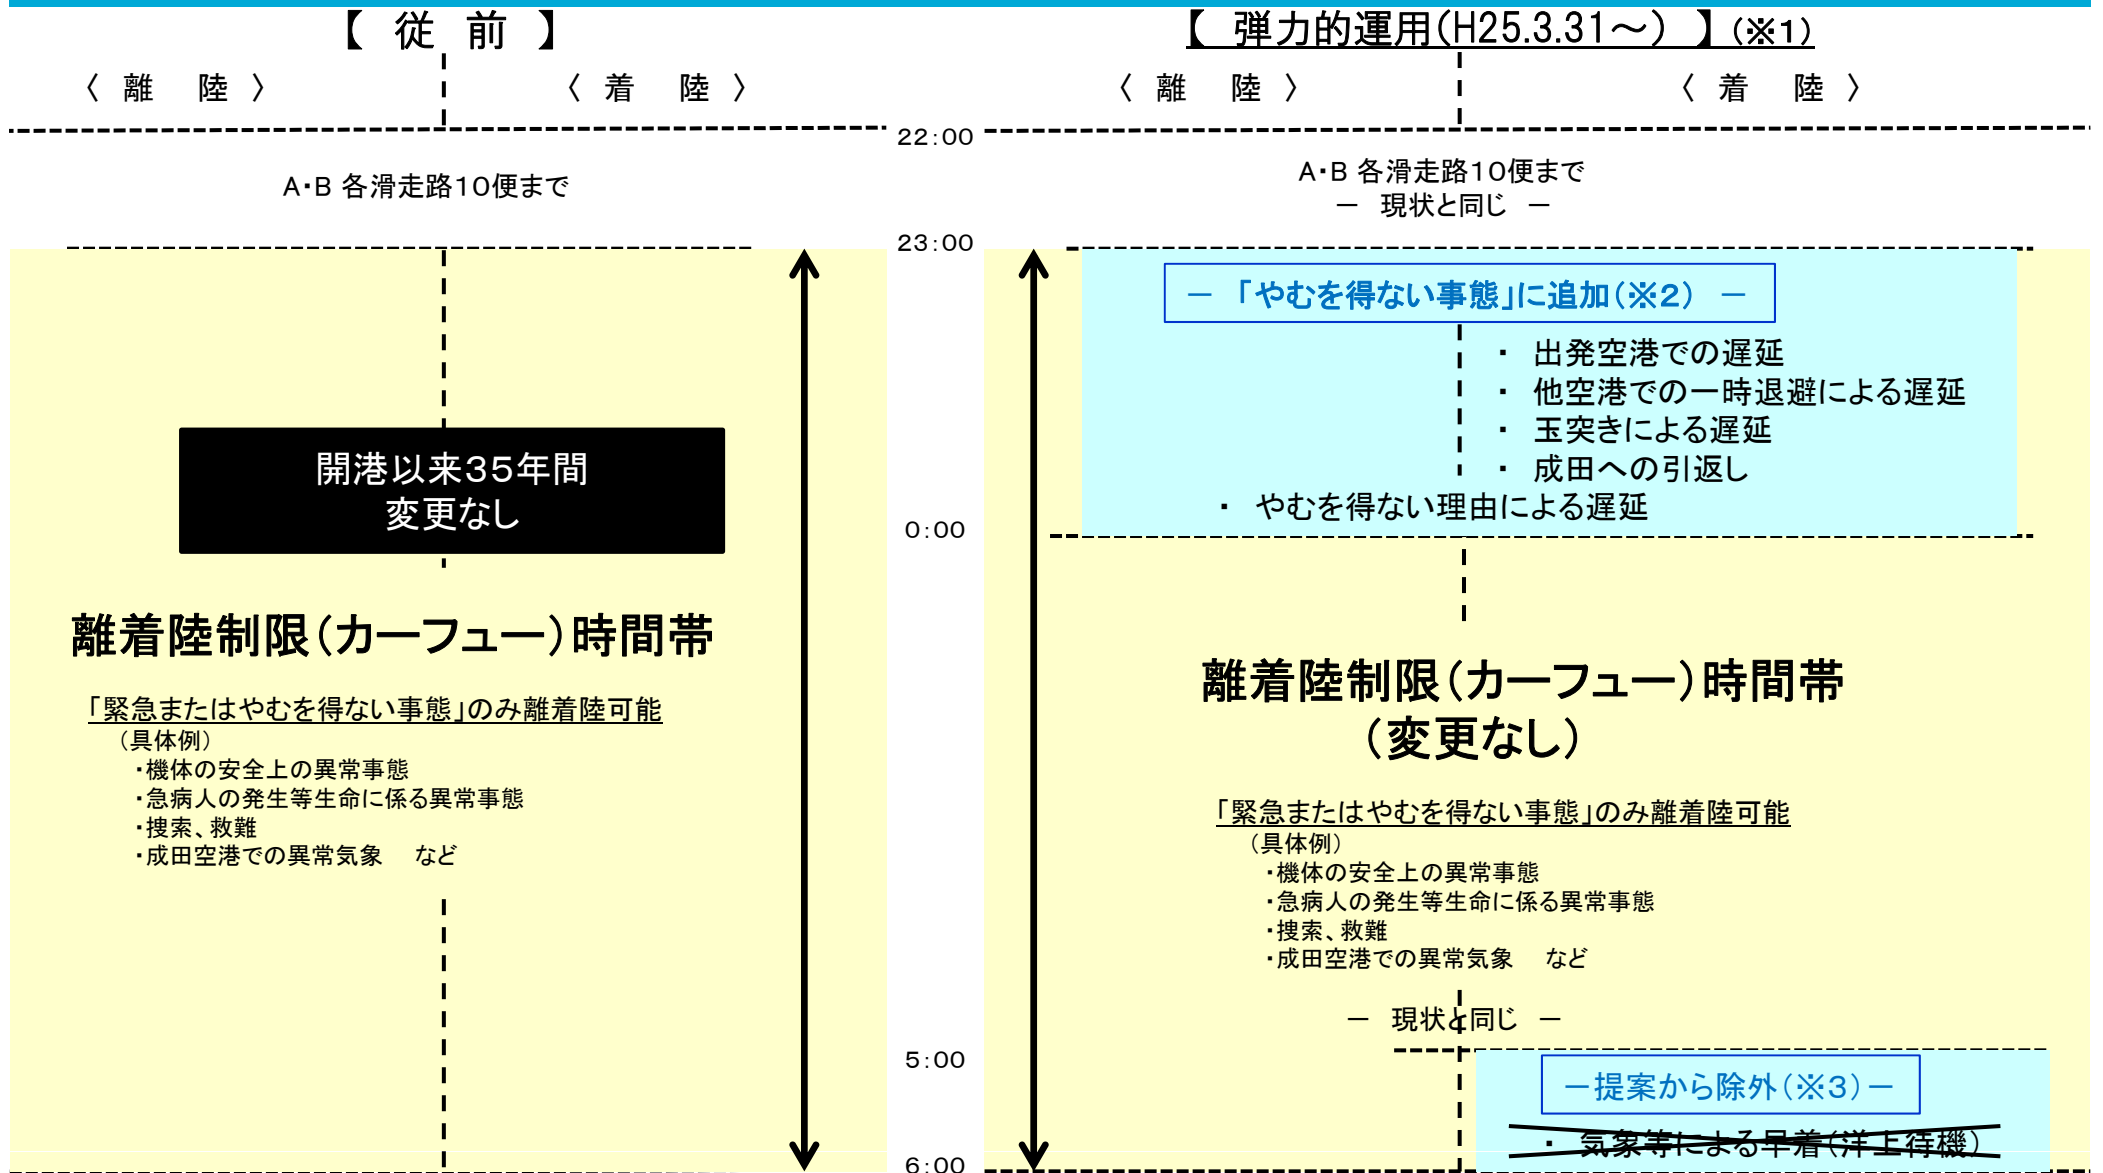 【 従 前 】
〈 離 陸 〉
〈 着 陸 〉
A・B 各滑走路10便まで
開港以来35年間
変更なし
離着陸制限（カーフュー）時間帯
「緊急またはやむを得ない事態」のみ離着陸可能
（具体例）
・機体の安全上の異常事態
・急病人の発生等生命に係る異常事態
・捜索、救難
・成田空港での異常気象 など
22:00
23:00
0:00
5:00
6:00
【 弾力的運用(H25.3.31～) 】(※1)
〈 離 陸 〉
〈 着 陸 〉
A・B 各滑走路10便まで
－ 現状と同じ －
－ 「やむを得ない事態」に追加（※2） －
・ 出発空港での遅延
・ 他空港での一時退避による遅延
・ 玉突きによる遅延
・ 成田への引返し
・ やむを得ない理由による遅延
離着陸制限（カーフュー）時間帯
（変更なし）
「緊急またはやむを得ない事態」のみ離着陸可能
（具体例）
・機体の安全上の異常事態
・急病人の発生等生命に係る異常事態
・捜索、救難
・成田空港での異常気象 など
－ 現状と同じ －
－提案から除外（※3）－
・ 気象等による早着（洋上待機）